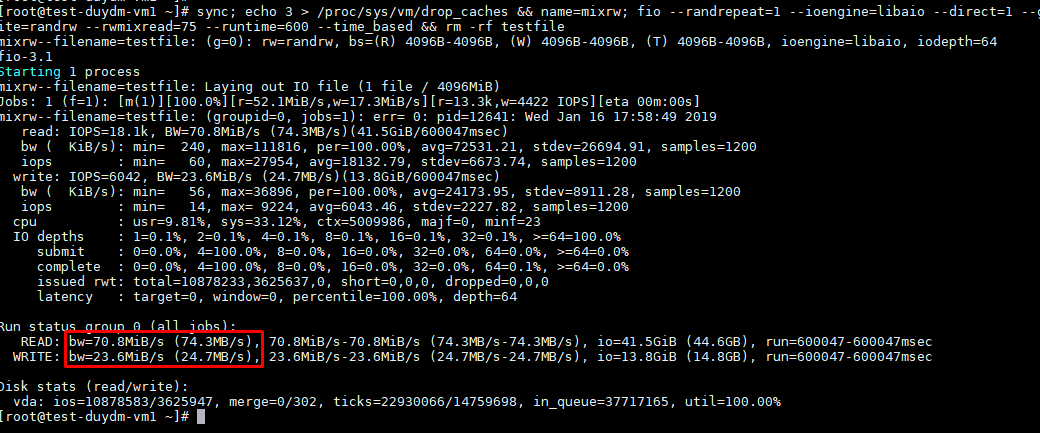 [root@test-duydm-vm1 ~]# sync; echo 3 > /proc/sys/vm/drop_caches && name=mixrw; fio --randrepeat=1 --ioengine=libaio --direct=1 --g
ite=randrw --rwmixread=75 --runtime=600 --time_based && rm -rf testfile
mixrw--filename=testfile: (g=0): rw=randrw, bs=(R) 4096B-4096B, (W) 4096B-4096B, (T) 4096B-4096B, ioengine=libaio, iodepth=64
fio-3.1
Starting 1 process
mixrw--filename=testfile: Laying out IO file (1 file / 4096MiB)
Jobs: 1 (f=1): [m(1)][100.0%][r=52.1MiB/s,w=17.3MiB/s][r=13.3k,w=4422 IOPS][eta 00m:00s]
mixrw--filename=testfile: (groupid=0, jobs=1): err= 0: pid=12641: Wed Jan 16 17:58:49 2019
read: IOPS=18.1k, BW=70.8MiB/s (74.3MB/s)(41.5GiB/600047msec)
bw ( KiB/s): min= 240, max=111816, per=100.00%, avg=72531.21, stdev=26694.91, samples=1200
iops : min= 60, max=27954, avg=18132.79, stdev=6673.74, samples=1200
write: IOPS=6042, BW=23.6MiB/s (24.7MB/s)(13.8GiB/600047msec)
bw ( KiB/s): min= 56, max=36896, per=100.00%, avg=24173.95, stdev=8911.28, samples=1200
iops : min= 14, max= 9224, avg=6043.46, stdev=2227.82, samples=1200
cpu : usr=9.81%, sys=33.12%, ctx=5009986, majf=0, minf=23
IO depths : 1=0.1%, 2=0.1%, 4=0.1%, 8=0.1%, 16=0.1%, 32=0.1%, >=64=100.0%
submit : 0=0.0%, 4=100.0%, 8=0.0%, 16=0.0%, 32=0.0%, 64=0.0%, >=64=0.0%
complete : 0=0.0%, 4=100.0%, 8=0.0%, 16=0.0%, 32=0.0%, 64=0.1%, >=64=0.0%
issued rwt: total=10878233,3625637,0, short=0,0,0, dropped=0,0,0
latency : target=0, window=0, percentile=100.00%, depth=64
Run status group 0 (all jobs):
READ: bw=70.8MiB/s (74.3MB/s), 70.8MiB/s-70.8MiB/s (74.3MB/s-74.3MB/s), io=41.5GiB (44.6GB), run=600047-600047msec
WRITE: bw=23.6MiB/s (24.7MB/s), 23.6MiB/s-23.6MiB/s (24.7MB/s-24.7MB/s), io=13.8GiB (14.8GB), run=600047-600047msec
Disk stats (read/write):
vda: ios=10878583/3625947, merge=0/302, ticks=22930066/14759698, in_queue=37717165, util=100.00%
[root@test-duydm-vm1 ~]#